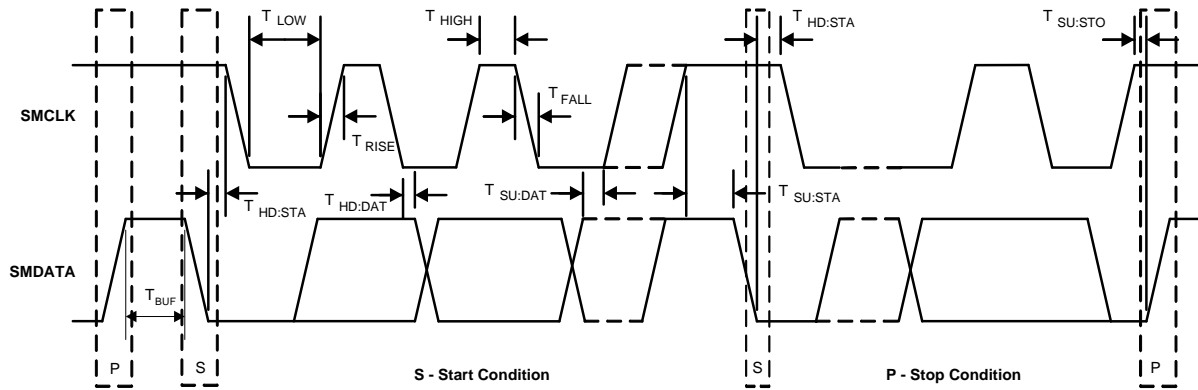 T LOW
T HIGH
T HD:STA
T SU:STO
SMCLK
T FALL
T RISE
T HD:STA
T HD:DAT
T SU:DAT
T SU:STA
SMDATA
T BUF
P
S
S - Start Condition
S
P - Stop Condition
P